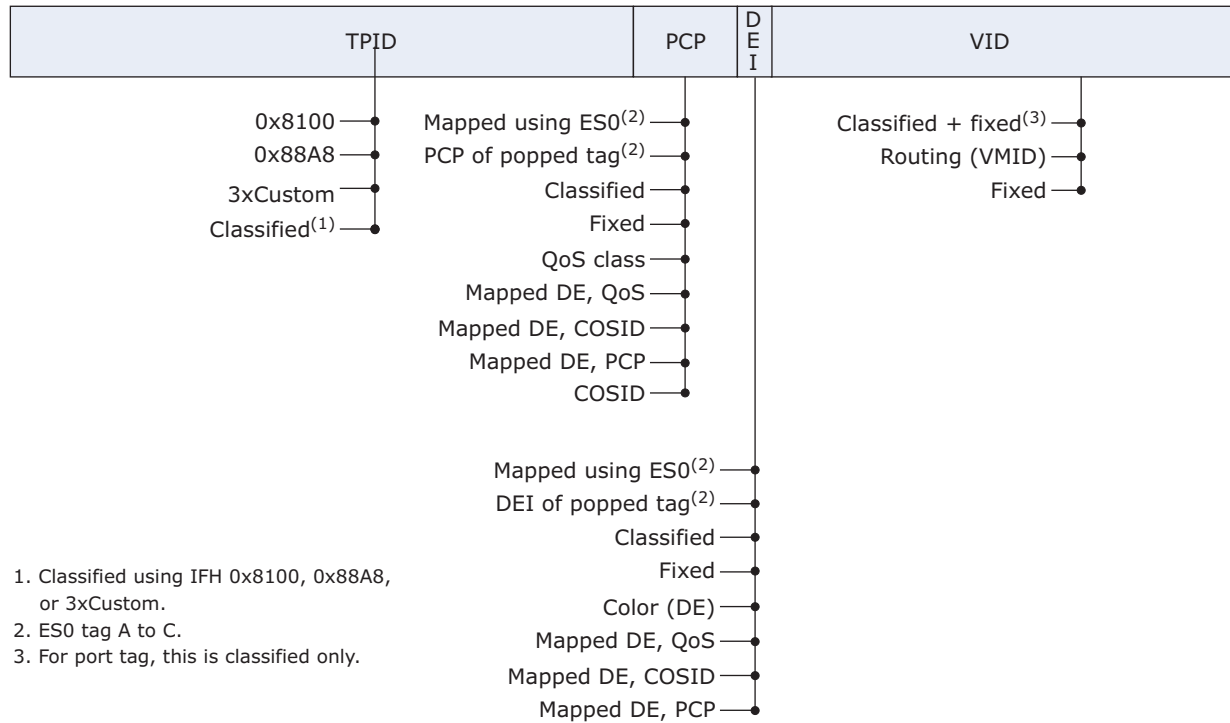 TPID
PCP
DEI
VID
0x8100
0x88A8
3xCustom
Classified(1)
Mapped using ES0(2)
PCP of popped tag(2)
Classified
Fixed
QoS class
Mapped DE, QoS
Mapped DE, COSID
Mapped DE, PCP
COSID
Classified + fixed(3)
Routing (VMID)
Fixed
Mapped using ES0(2)
DEI of popped tag(2)
Classified
Fixed
Color (DE)
Mapped DE, QoS
Mapped DE, COSID
Mapped DE, PCP
1. Classified using IFH 0x8100, 0x88A8,
or 3xCustom.
2. ES0 tag A to C.
3. For port tag, this is classified only.